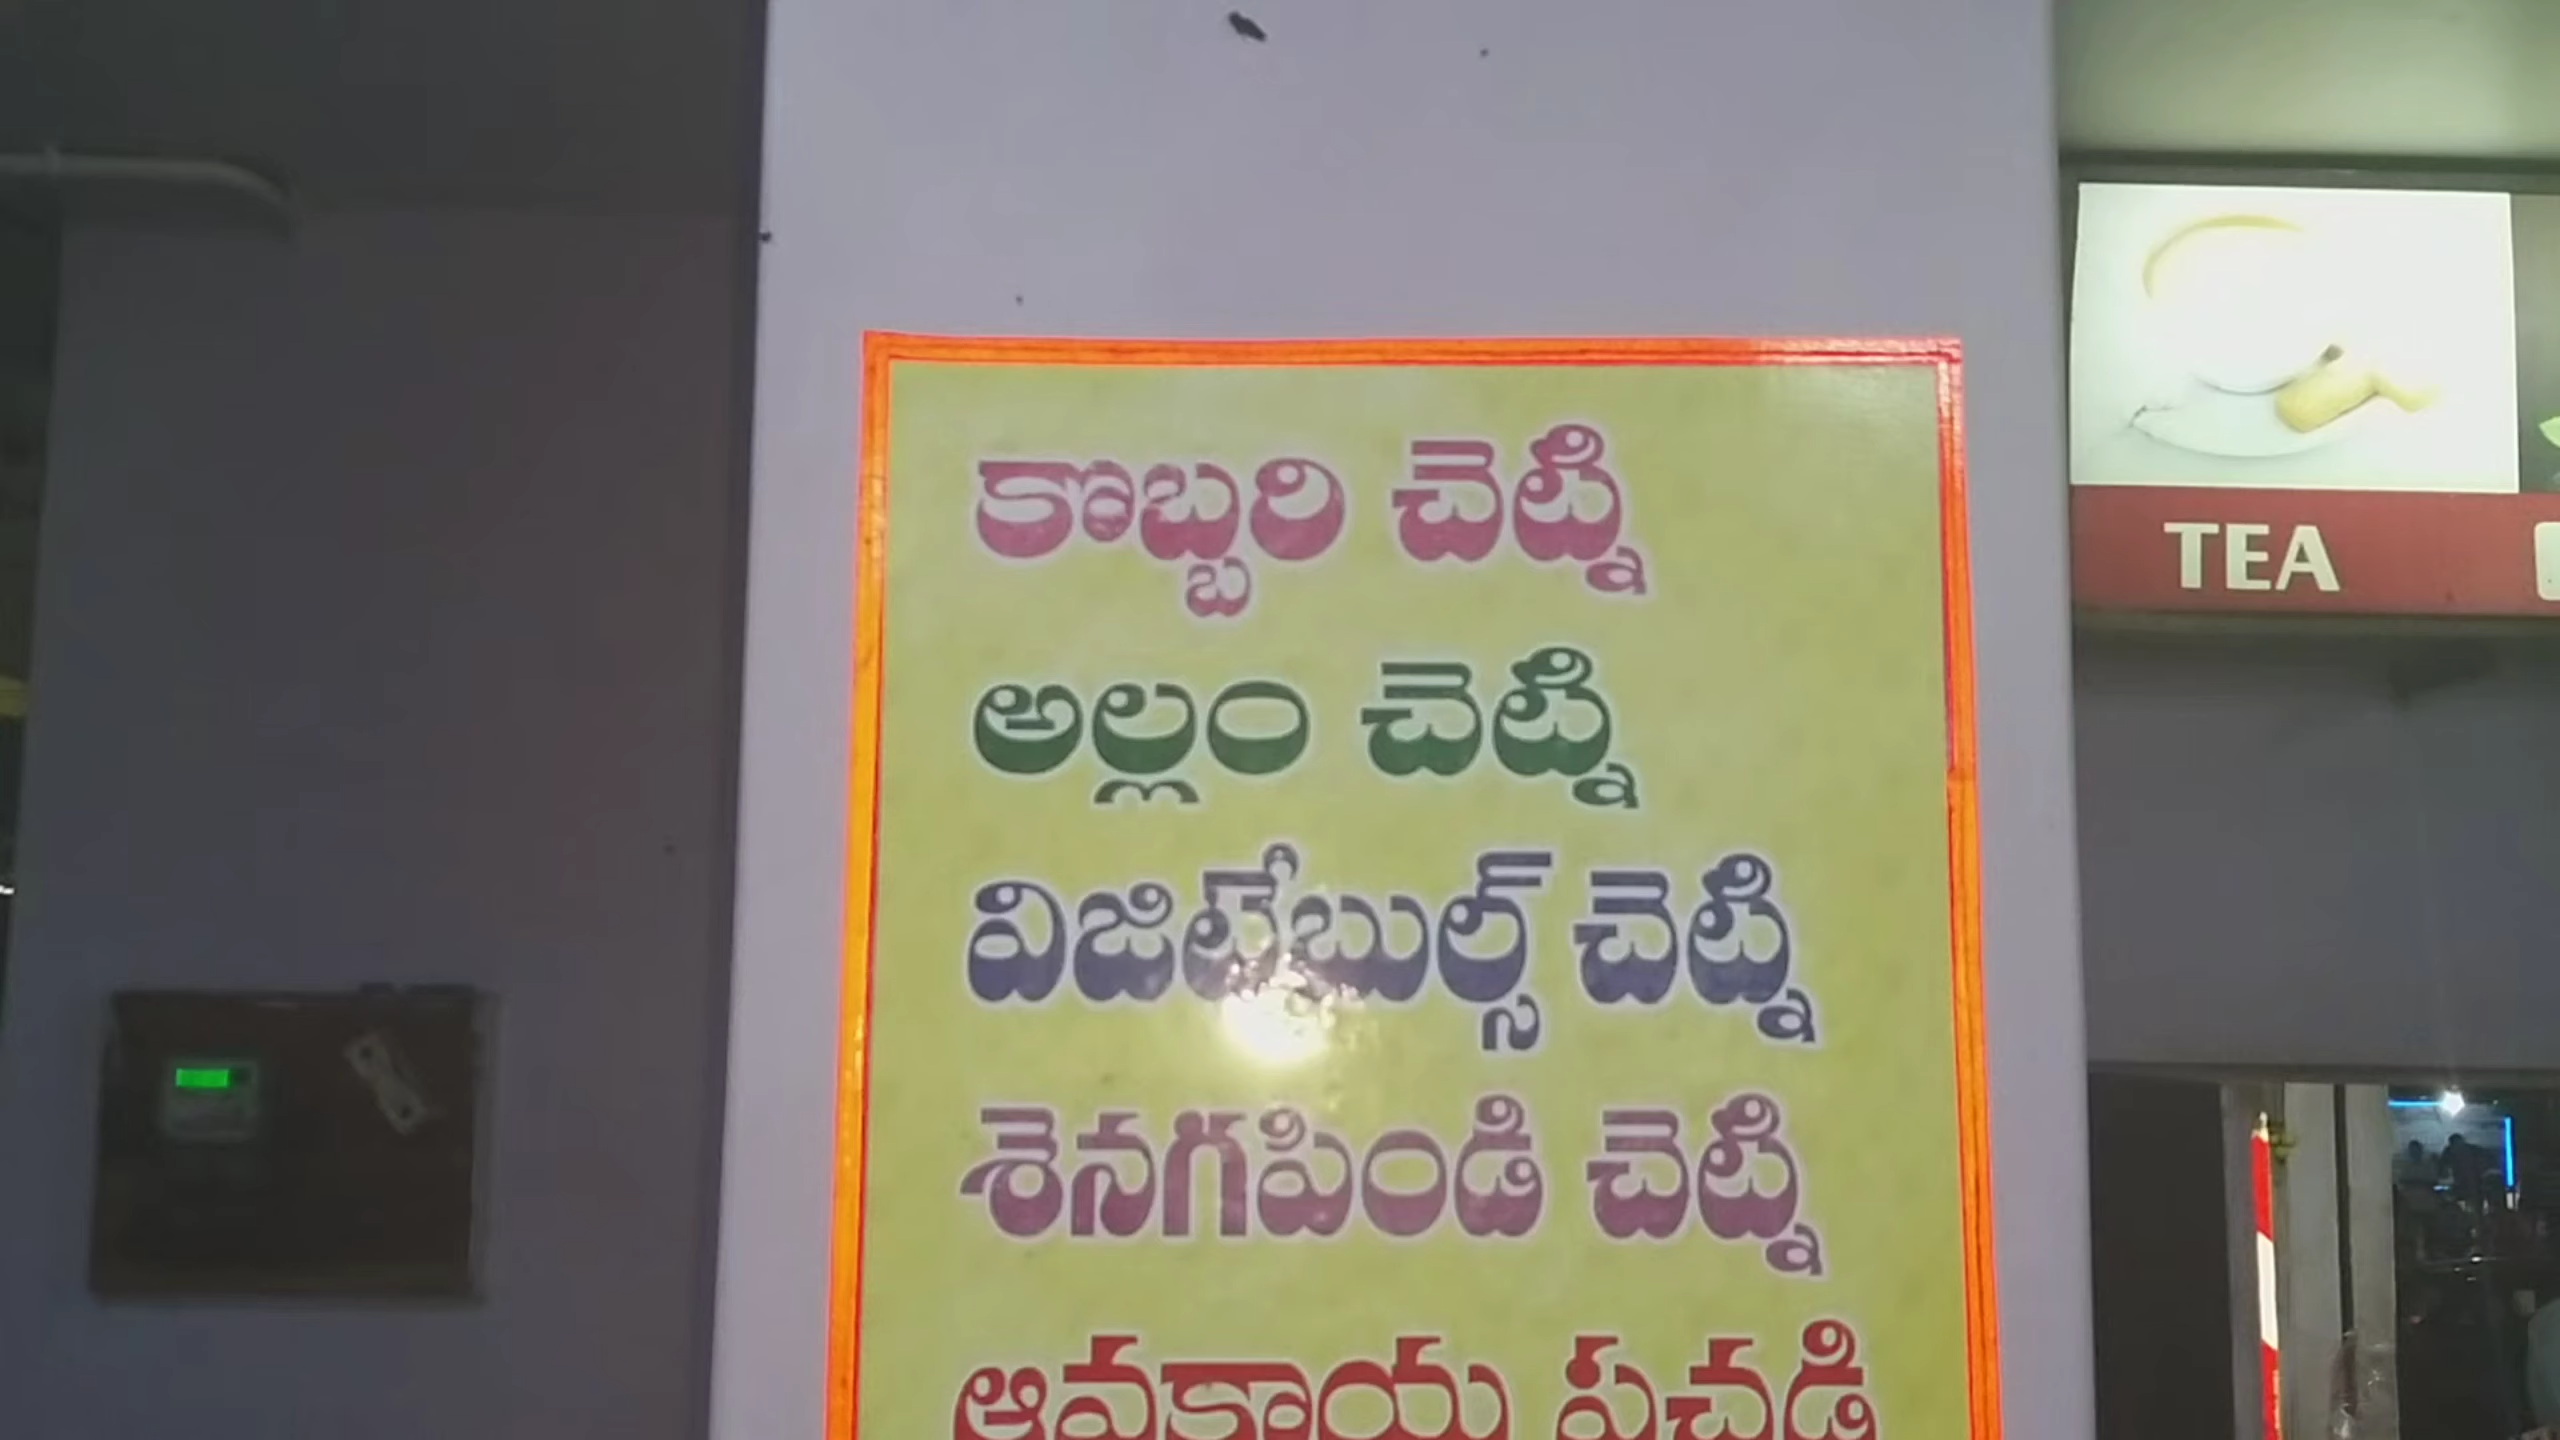 కొబ్బరి చెట్ని
అల్లం చెట్ని
విజిటేబుల్స్ చెట్ని
శెనగపిండి చెట్ని
ఆవకాయ పచడి
TEA